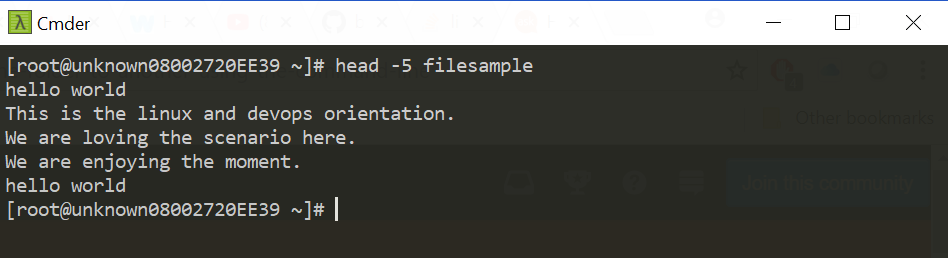 Cmder
[root@unknown08002720EE39 ~]# head -5 filesample
hello world
This is the linux and devops orientation.
We are loving the scenario here.
We are enjoying the moment.
hello world
[root@unknown08002720EE39 ~]#
Other bookmarks
Join this community